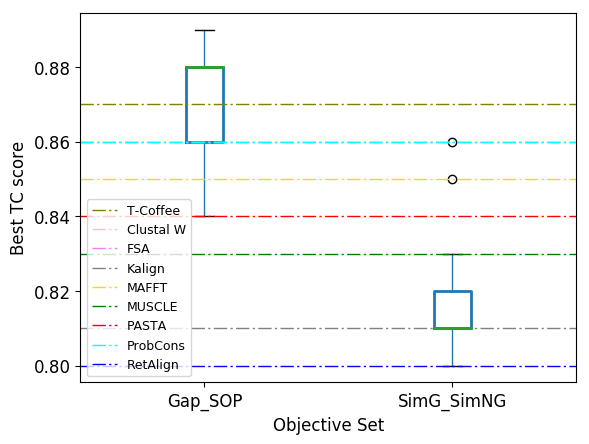 0.88
0.86
0.84
0.82
0.80
Best TC score
T-Coffee
Clustal W
FSA
Kalign
MAFFT
MUSCLE
PASTA
ProbCons
RetAlign
Gap_SOP
SimG_SimNG
Objective Set